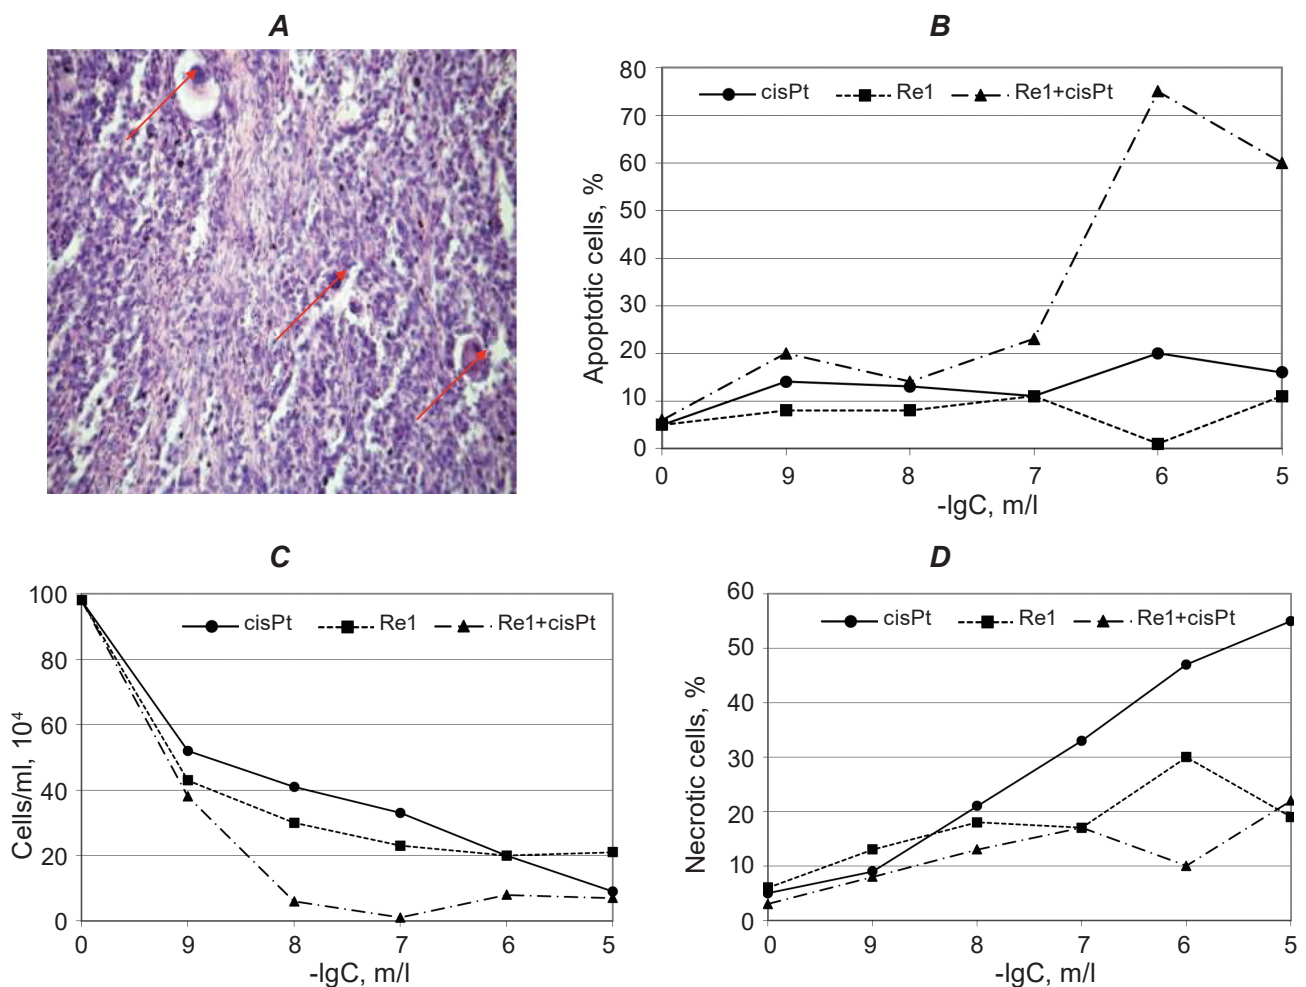 A
B
80
70
60
50
40
30
20
10
0
Apoptotic cells, %
cisPt Re1 Re1+cisPt
0 9 8 7 6 5
-lgC, m/l
C
D
100
80
60
40
20
0
Cells/ml, 10⁴
cisPt Re1 Re1+cisPt
0 9 8 7 6 5
-lgC, m/l
60
50
40
30
20
10
0
Necrotic cells, %
cisPt Re1 Re1+cisPt
0 9 8 7 6 5
-lgC, m/l